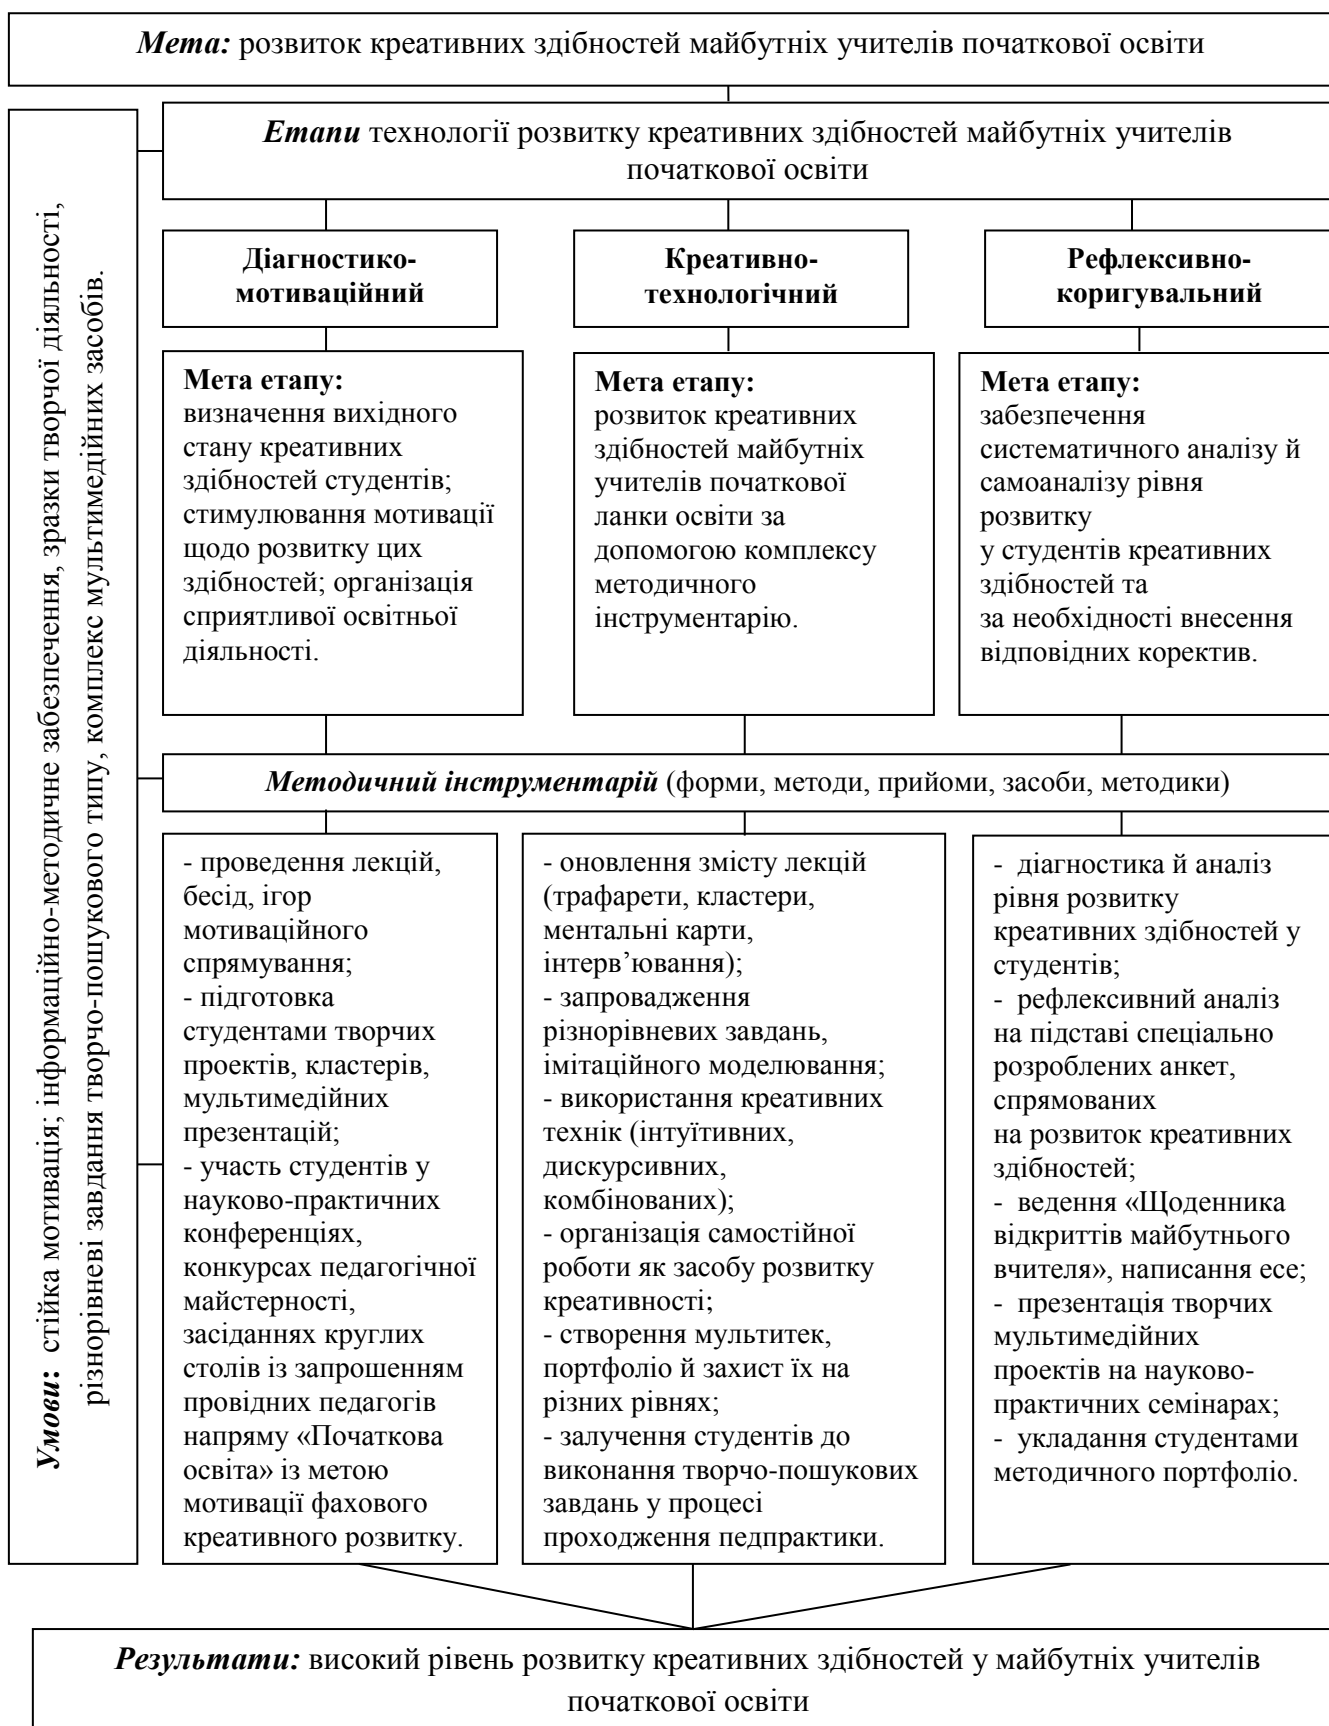 Мета: розвиток креативних здібностей майбутніх учителів початкової освіти
Умови: стійка мотивація; інформаційно-методичне забезпечення, зразки творчої діяльності,
різнорівневі завдання творчо-пошукового типу, комплекс мультимедійних засобів.
Етапи технології розвитку креативних здібностей майбутніх учителів
початкової освіти
Діагностико-
мотиваційний
Креативно-
технологічний
Рефлексивно-
коригувальний
Мета етапу:
визначення вихідного
стану креативних
здібностей студентів;
стимулювання мотивації
щодо розвитку цих
здібностей; організація
сприятливої освітньої
діяльності.
Мета етапу:
розвиток креативних
здібностей майбутніх
учителів початкової
ланки освіти за
допомогою комплексу
методичного
інструментарію.
Мета етапу:
забезпечення
систематичного аналізу й
самоаналізу рівня
розвитку
у студентів креативних
здібностей та
за необхідності внесення
відповідних коректив.
Методичний інструментарій (форми, методи, прийоми, засоби, методики)
- проведення лекцій,
бесід, ігор
мотиваційного
спрямування;
- підготовка
студентами творчих
проектів, кластерів,
мультимедійних
презентацій;
- участь студентів у
науково-практичних
конференціях,
конкурсах педагогічної
майстерності,
засіданнях круглих
столів із запрошенням
провідних педагогів
напряму «Початкова
освіта» із метою
мотивації фахового
креативного розвитку.
- оновлення змісту лекцій
(трафарети, кластери,
ментальні карти,
інтерв’ювання);
- запровадження
різнорівневих завдань,
імітаційного моделювання;
- використання креативних
технік (інтуїтивних,
дискурсивних,
комбінованих);
- організація самостійної
роботи як засобу розвитку
креативності;
- створення мультитек,
портфоліо й захист їх на
різних рівнях;
- залучення студентів до
виконання творчо-пошукових
завдань у процесі
проходження педпрактики.
- діагностика й аналіз
рівня розвитку
креативних здібностей у
студентів;
- рефлексивний аналіз
на підставі спеціально
розроблених анкет,
спрямованих
на розвиток креативних
здібностей;
- ведення «Щоденника
відкриттів майбутнього
вчителя», написання есе;
- презентація творчих
мультимедійних
проектів на науково-
практичних семінарах;
- укладання студентами
методичного портфоліо.
Результати: високий рівень розвитку креативних здібностей у майбутніх учителів
початкової освіти